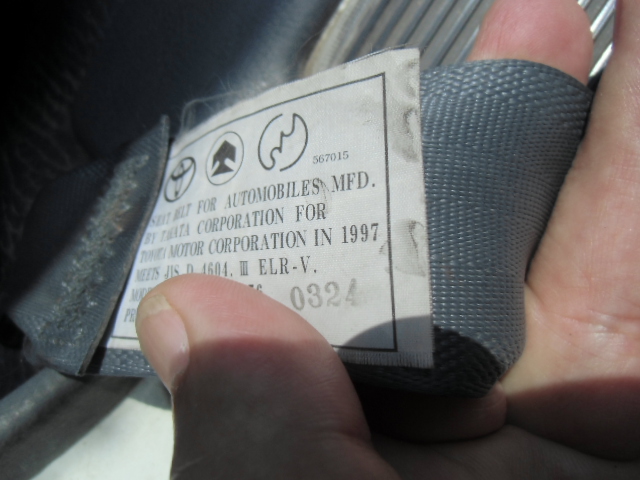 567015
SEAT BELT FOR AUTOMOBILES MFD.
BY TAKATA CORPORATION FOR
TOYOTA MOTOR CORPORATION IN 1997
MEETS JIS D 4604. III ELR-V.
0324